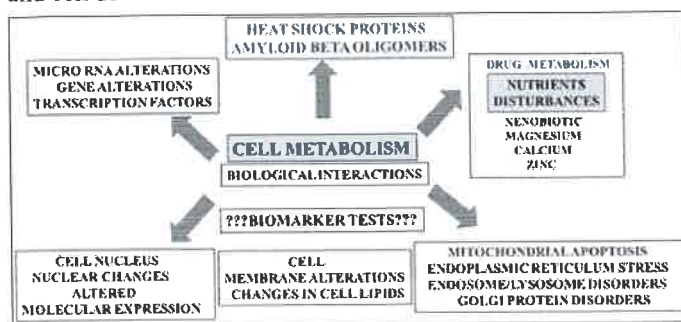 HEAT SHOCK PROTEINS
AMYLOID BETA OLIGOMERS
MICRO RNA ALTERATIONS
GENE ALTERATIONS
TRANSCRIPTION FACTORS
DRUG METABOLISM
NUTRIENTS
DISTURBANCES
XENOBIOTIC
MAGNESIUM
CALCIUM
ZINC
CELL METABOLISM
BIOLOGICAL INTERACTIONS
???BIOMARKER TESTS???
CELL NUCLEUS
NUCLEAR CHANGES
ALTERED
MOLECULAR EXPRESSION
CELL
MEMBRANE ALTERATIONS
CHANGES IN CELL LIPIDS
MITOCHONDRIAL APOPTOSIS
ENDOPLASMIC RETICULUM STRESS
ENDOSOME/LYSOSOME DISORDERS
GOLGI PROTEIN DISORDERS